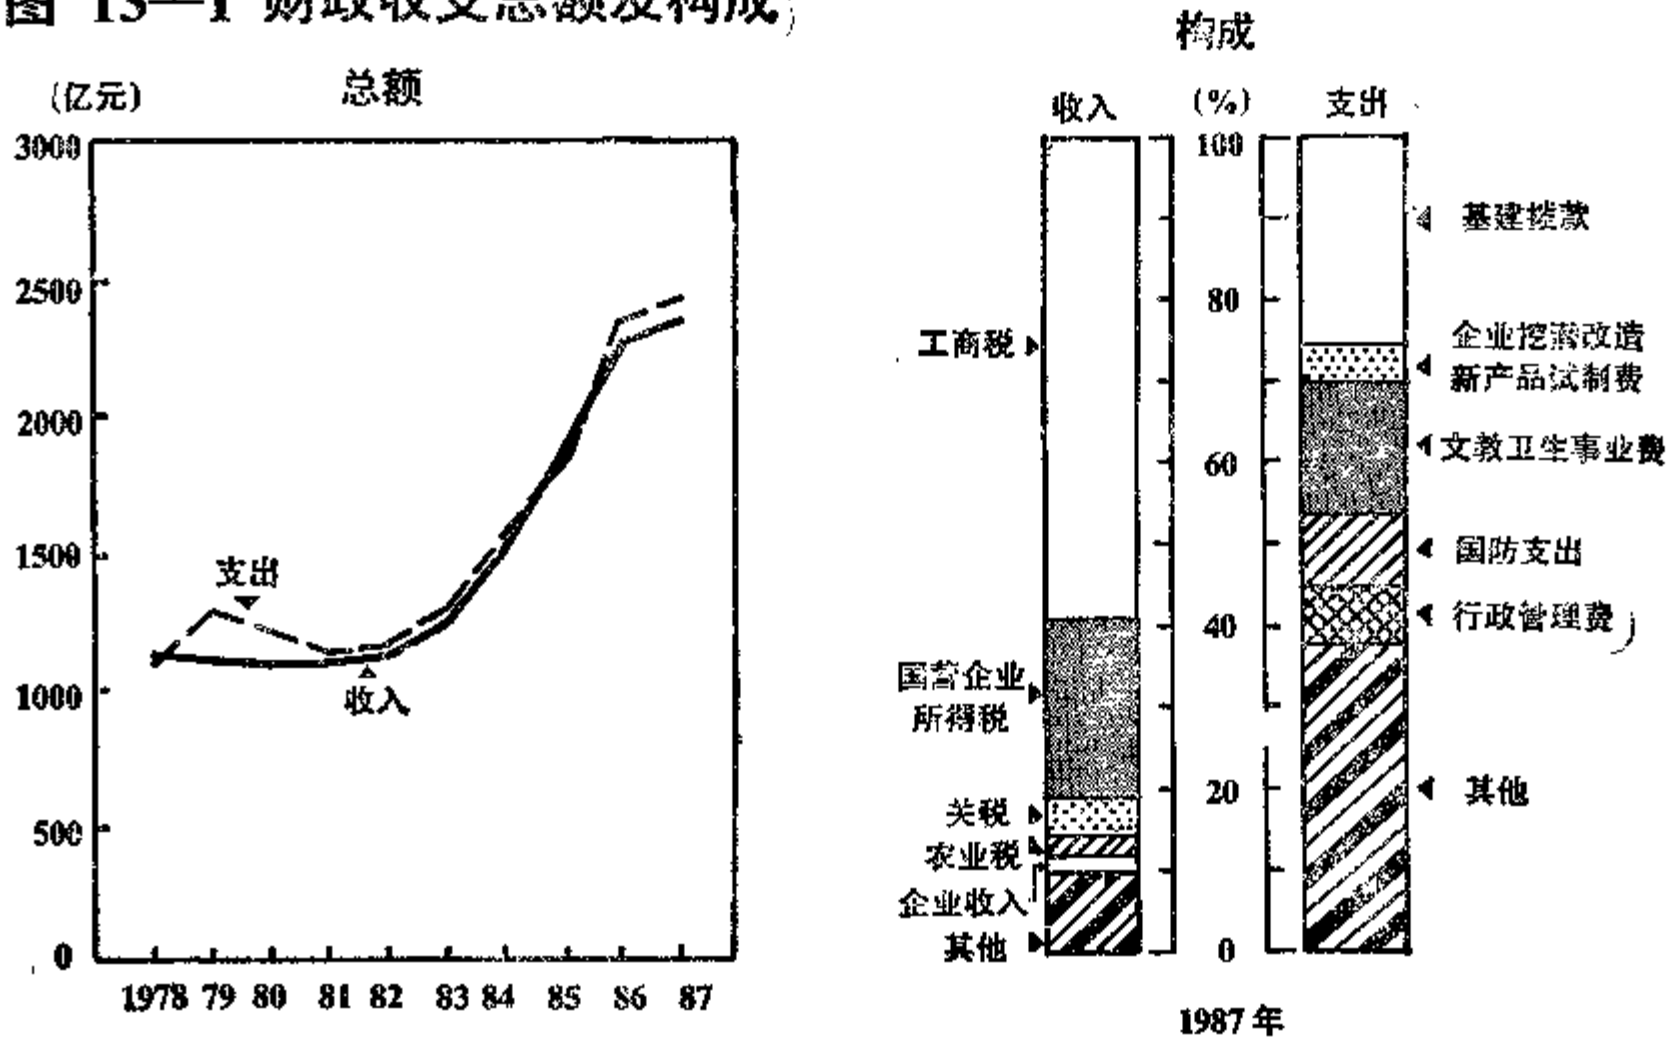 图 13—1 财政收支总额及构成
总额
(亿元)
3000
2500
2000
1500
1000
500
0
支出
收入
1978 79 80 81 82 83 84 85 86 87
构成
收入 (%) 支出
100
80
60
40
20
0
工商税
国营企业
所得税
关税
农业税
企业收入
其他
基建拨款
企业挖潜改造
新产品试制费
文教卫生事业费
国防支出
行政管理费
其他
1987 年